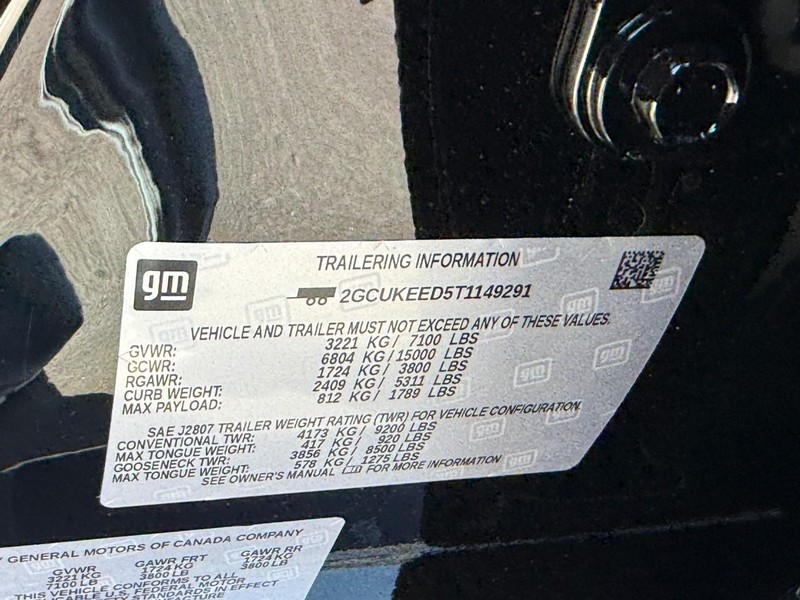 gm
TRAILERING INFORMATION
2GCUKEED5T1149291
VEHICLE AND TRAILER MUST NOT EXCEED ANY OF THESE VALUES.
GVWR: 3221 KG / 7100 LBS
GCWR: 6804 KG / 15000 LBS
RGAWR: 1724 KG / 3800 LBS
CURB WEIGHT: 2409 KG / 5311 LBS
MAX PAYLOAD: 812 KG / 1789 LBS
SAE J2807 TRAILER WEIGHT RATING (TWR) FOR VEHICLE CONFIGURATION.
CONVENTIONAL TWR: 4173 KG / 9200 LBS
MAX TONGUE WEIGHT: 417 KG / 920 LBS
GOOSENECK TWR: 3856 KG / 8500 LBS
MAX TONGUE WEIGHT: 578 KG / 1275 LBS
SEE OWNER'S MANUAL FOR MORE INFORMATION
GENERAL MOTORS OF CANADA COMPANY
GVWR GAWR FRT GAWR RR
3221 KG 1724 KG 1724 KG
7100 LB 3800 LB 3800 LB
THIS VEHICLE CONFORMS TO ALL
U.S. FEDERAL MOTOR
STANDARDS IN EFFECT